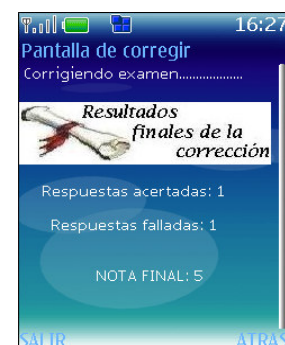 16:27
Pantalla de corregir
Corrigiendo examen...................
Resultados
finales de la
corrección
Respuestas acertadas: 1
Respuestas falladas: 1
NOTA FINAL: 5
SALIR ATRAS